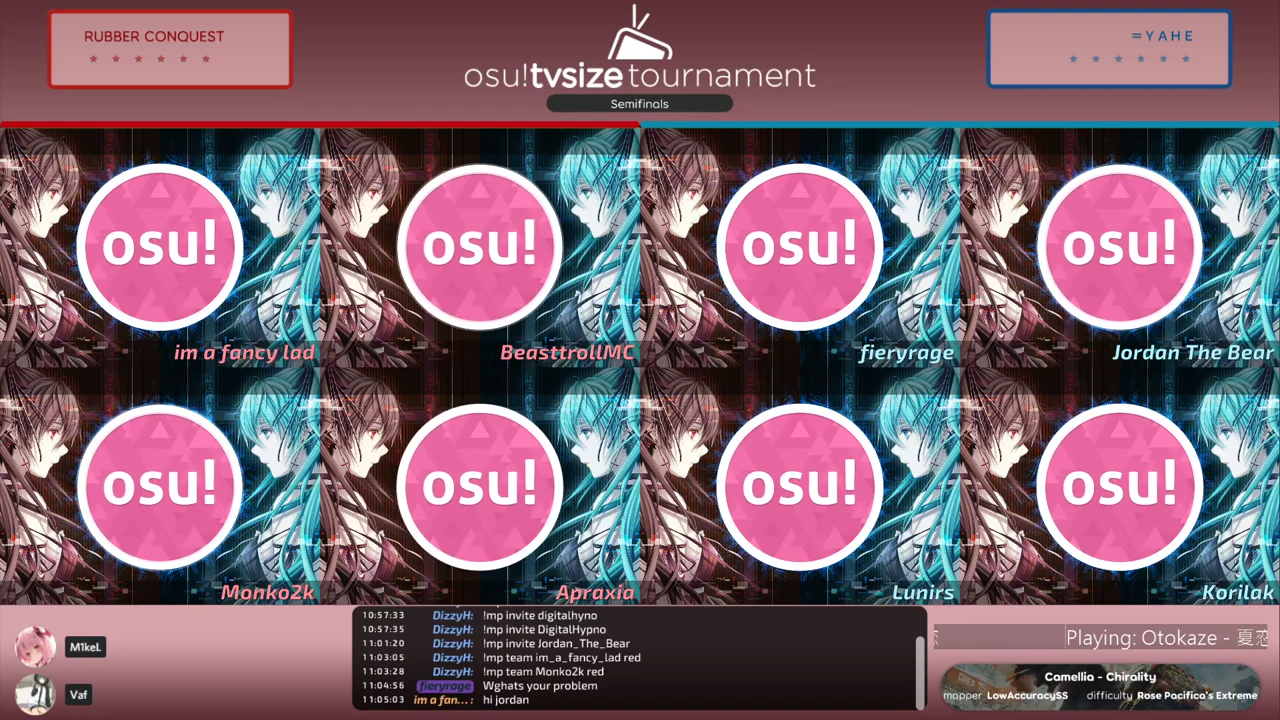 RUBBER CONQUEST
osu!tvsize tournament
Semifinals
=YAHE
osu!
osu!
osu!
osu!
im a fancy lad
BeasttrollMC
fieryrage
Jordan The Bear
osu!
osu!
osu!
osu!
Monko2k
Apraxia
Lunirs
Korilak
M1keL
Vaf
10:57:33 DizzyH: !mp invite digitalhyno
10:57:35 DizzyH: !mp invite DigitalHypno
11:01:20 DizzyH: !mp invite Jordan_The_Bear
11:03:05 DizzyH: !mp team im_a_fancy_lad red
11:03:28 DizzyH: !mp team Monko2k red
11:04:56 fieryrage Wghats your problem
11:05:03 im a fan...: hi jordan
Playing: Otokaze - 夏恋
Camellia - Chirality
mapper LowAccuracySS difficulty Rose Pacifica's Extreme